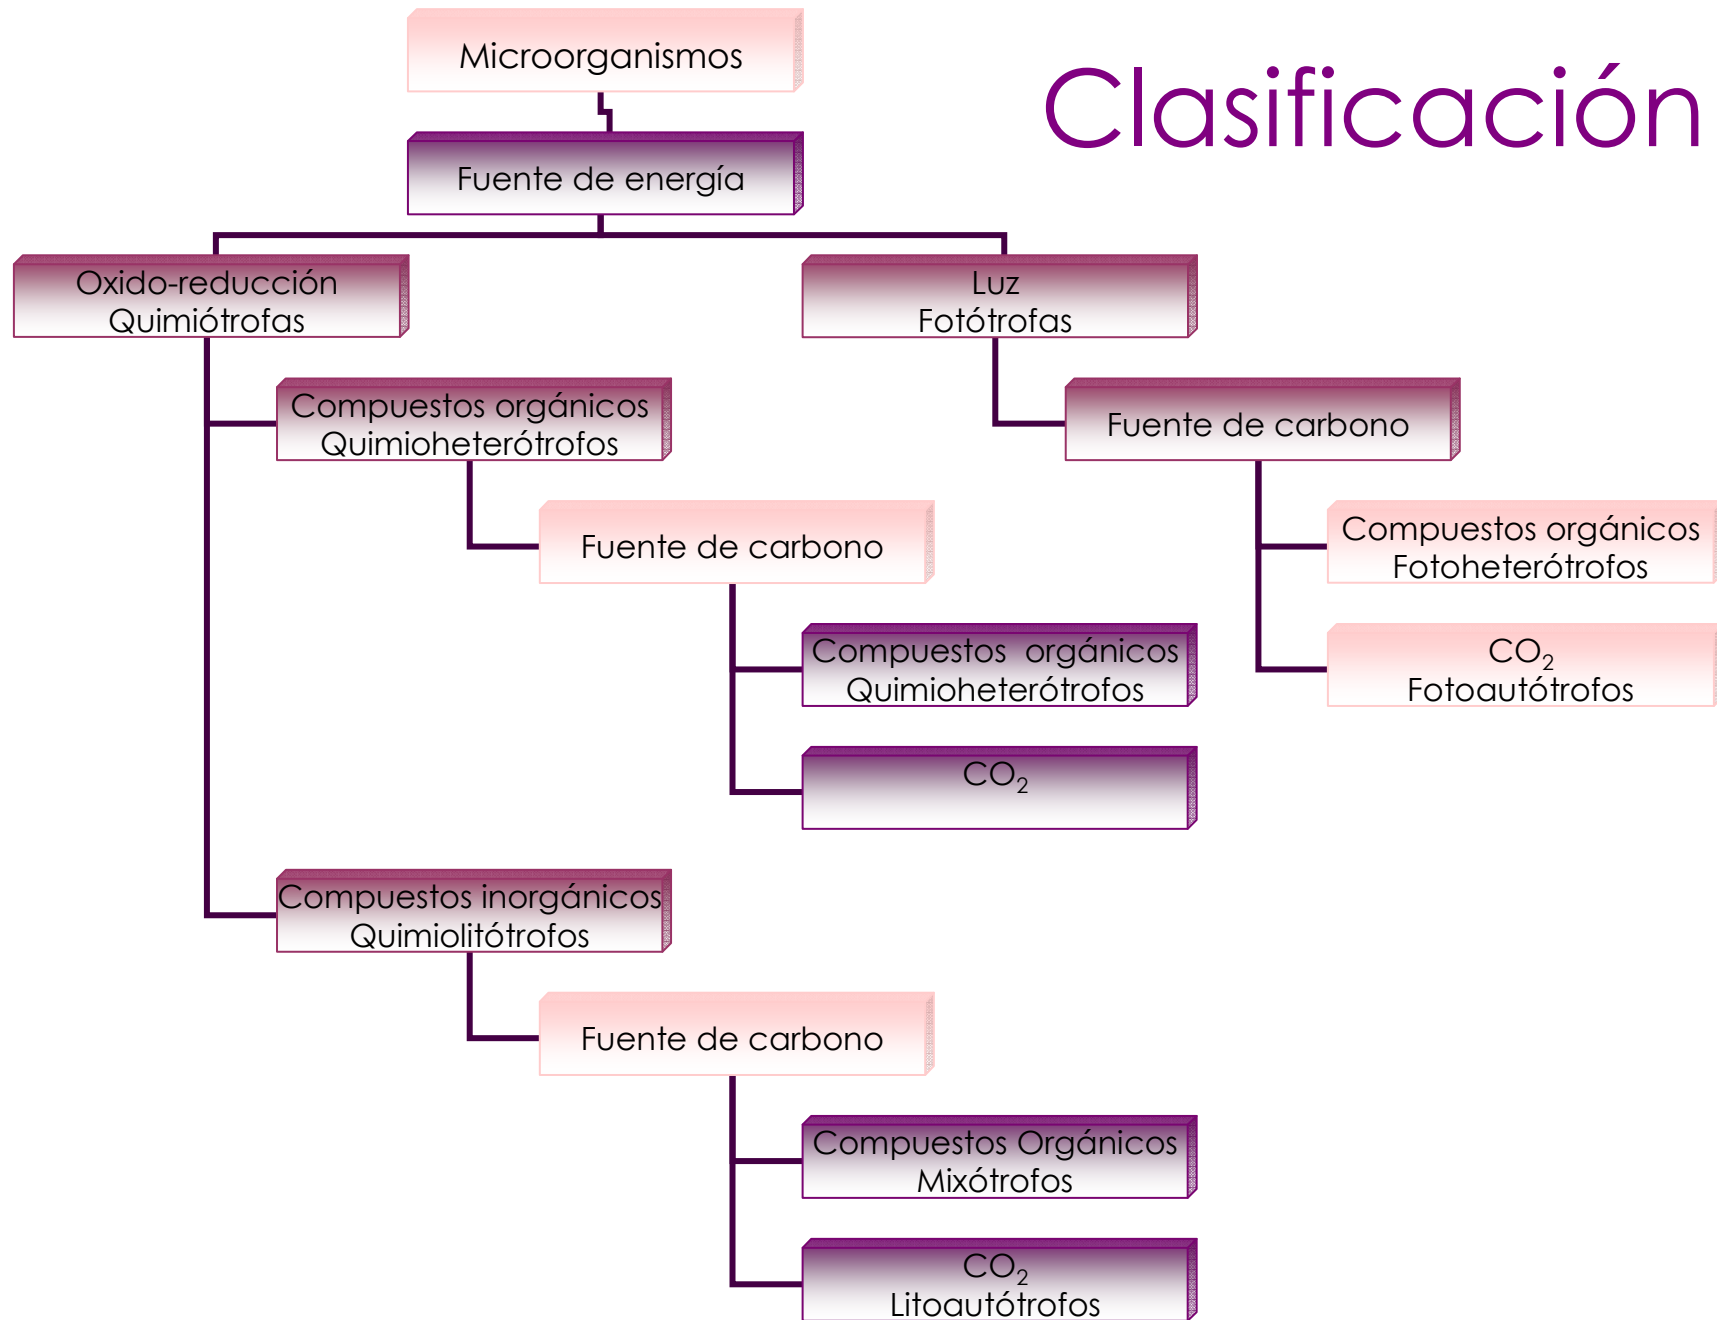 Clasificación
Microorganismos
Fuente de energía
Oxido-reducción
Quimiótrofas
Luz
Fotótrofas
Compuestos orgánicos
Quimioheterótrofos
Fuente de carbono
Fuente de carbono
Compuestos orgánicos
Fotoheterótrofos
Compuestos orgánicos
Quimioheterótrofos
CO₂
Fotoautótrofos
CO₂
Compuestos inorgánicos
Quimiolitótrofos
Fuente de carbono
Compuestos Orgánicos
Mixótrofos
CO₂
Litoautótrofos